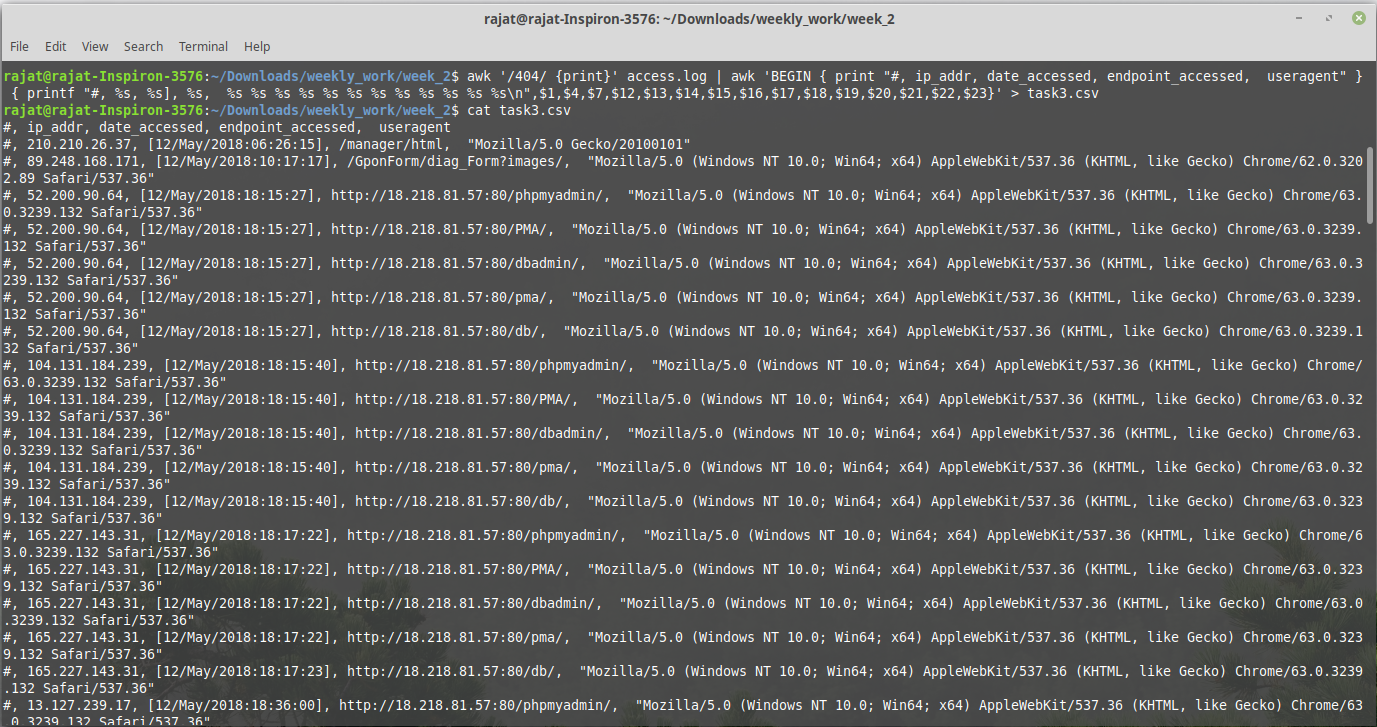 rajat@rajat-Inspiron-3576: ~/Downloads/weekly_work/week_2
File Edit View Search Terminal Help
rajat@rajat-Inspiron-3576:~/Downloads/weekly_work/week_2$ awk '/404/ {print}' access.log | awk 'BEGIN { print "#, ip_addr, date_accessed, endpoint_accessed,  useragent" }
 { printf "#, %s, %s], %s,  %s %s %s %s %s %s %s %s %s %s %s %s\n",$1,$4,$7,$12,$13,$14,$15,$16,$17,$18,$19,$20,$21,$22,$23}' > task3.csv
rajat@rajat-Inspiron-3576:~/Downloads/weekly_work/week_2$ cat task3.csv
#, ip_addr, date_accessed, endpoint_accessed,  useragent
#, 210.210.26.37, [12/May/2018:06:26:15], /manager/html,  "Mozilla/5.0 Gecko/20100101"
#, 89.248.168.171, [12/May/2018:10:17:17], /GponForm/diag_Form?images/,  "Mozilla/5.0 (Windows NT 10.0; Win64; x64) AppleWebKit/537.36 (KHTML, like Gecko) Chrome/62.0.320
2.89 Safari/537.36"
#, 52.200.90.64, [12/May/2018:18:15:27], http://18.218.81.57:80/phpmyadmin/,  "Mozilla/5.0 (Windows NT 10.0; Win64; x64) AppleWebKit/537.36 (KHTML, like Gecko) Chrome/63.
0.3239.132 Safari/537.36"
#, 52.200.90.64, [12/May/2018:18:15:27], http://18.218.81.57:80/PMA/,  "Mozilla/5.0 (Windows NT 10.0; Win64; x64) AppleWebKit/537.36 (KHTML, like Gecko) Chrome/63.0.3239.
132 Safari/537.36"
#, 52.200.90.64, [12/May/2018:18:15:27], http://18.218.81.57:80/dbadmin/,  "Mozilla/5.0 (Windows NT 10.0; Win64; x64) AppleWebKit/537.36 (KHTML, like Gecko) Chrome/63.0.3
239.132 Safari/537.36"
#, 52.200.90.64, [12/May/2018:18:15:27], http://18.218.81.57:80/pma/,  "Mozilla/5.0 (Windows NT 10.0; Win64; x64) AppleWebKit/537.36 (KHTML, like Gecko) Chrome/63.0.3239.
132 Safari/537.36"
#, 52.200.90.64, [12/May/2018:18:15:27], http://18.218.81.57:80/db/,  "Mozilla/5.0 (Windows NT 10.0; Win64; x64) AppleWebKit/537.36 (KHTML, like Gecko) Chrome/63.0.3239.1
32 Safari/537.36"
#, 104.131.184.239, [12/May/2018:18:15:40], http://18.218.81.57:80/phpmyadmin/,  "Mozilla/5.0 (Windows NT 10.0; Win64; x64) AppleWebKit/537.36 (KHTML, like Gecko) Chrome/
63.0.3239.132 Safari/537.36"
#, 104.131.184.239, [12/May/2018:18:15:40], http://18.218.81.57:80/PMA/,  "Mozilla/5.0 (Windows NT 10.0; Win64; x64) AppleWebKit/537.36 (KHTML, like Gecko) Chrome/63.0.32
39.132 Safari/537.36"
#, 104.131.184.239, [12/May/2018:18:15:40], http://18.218.81.57:80/dbadmin/,  "Mozilla/5.0 (Windows NT 10.0; Win64; x64) AppleWebKit/537.36 (KHTML, like Gecko) Chrome/63.
0.3239.132 Safari/537.36"
#, 104.131.184.239, [12/May/2018:18:15:40], http://18.218.81.57:80/pma/,  "Mozilla/5.0 (Windows NT 10.0; Win64; x64) AppleWebKit/537.36 (KHTML, like Gecko) Chrome/63.0.32
39.132 Safari/537.36"
#, 104.131.184.239, [12/May/2018:18:15:40], http://18.218.81.57:80/db/,  "Mozilla/5.0 (Windows NT 10.0; Win64; x64) AppleWebKit/537.36 (KHTML, like Gecko) Chrome/63.0.323
9.132 Safari/537.36"
#, 165.227.143.31, [12/May/2018:18:17:22], http://18.218.81.57:80/phpmyadmin/,  "Mozilla/5.0 (Windows NT 10.0; Win64; x64) AppleWebKit/537.36 (KHTML, like Gecko) Chrome/6
3.0.3239.132 Safari/537.36"
#, 165.227.143.31, [12/May/2018:18:17:22], http://18.218.81.57:80/PMA/,  "Mozilla/5.0 (Windows NT 10.0; Win64; x64) AppleWebKit/537.36 (KHTML, like Gecko) Chrome/63.0.323
9.132 Safari/537.36"
#, 165.227.143.31, [12/May/2018:18:17:22], http://18.218.81.57:80/dbadmin/,  "Mozilla/5.0 (Windows NT 10.0; Win64; x64) AppleWebKit/537.36 (KHTML, like Gecko) Chrome/63.0
.3239.132 Safari/537.36"
#, 165.227.143.31, [12/May/2018:18:17:22], http://18.218.81.57:80/pma/,  "Mozilla/5.0 (Windows NT 10.0; Win64; x64) AppleWebKit/537.36 (KHTML, like Gecko) Chrome/63.0.323
9.132 Safari/537.36"
#, 165.227.143.31, [12/May/2018:18:17:23], http://18.218.81.57:80/db/,  "Mozilla/5.0 (Windows NT 10.0; Win64; x64) AppleWebKit/537.36 (KHTML, like Gecko) Chrome/63.0.3239
.132 Safari/537.36"
#, 13.127.239.17, [12/May/2018:18:36:00], http://18.218.81.57:80/phpmyadmin/,  "Mozilla/5.0 (Windows NT 10.0; Win64; x64) AppleWebKit/537.36 (KHTML, like Gecko) Chrome/63
.0.3239.132 Safari/537.36"